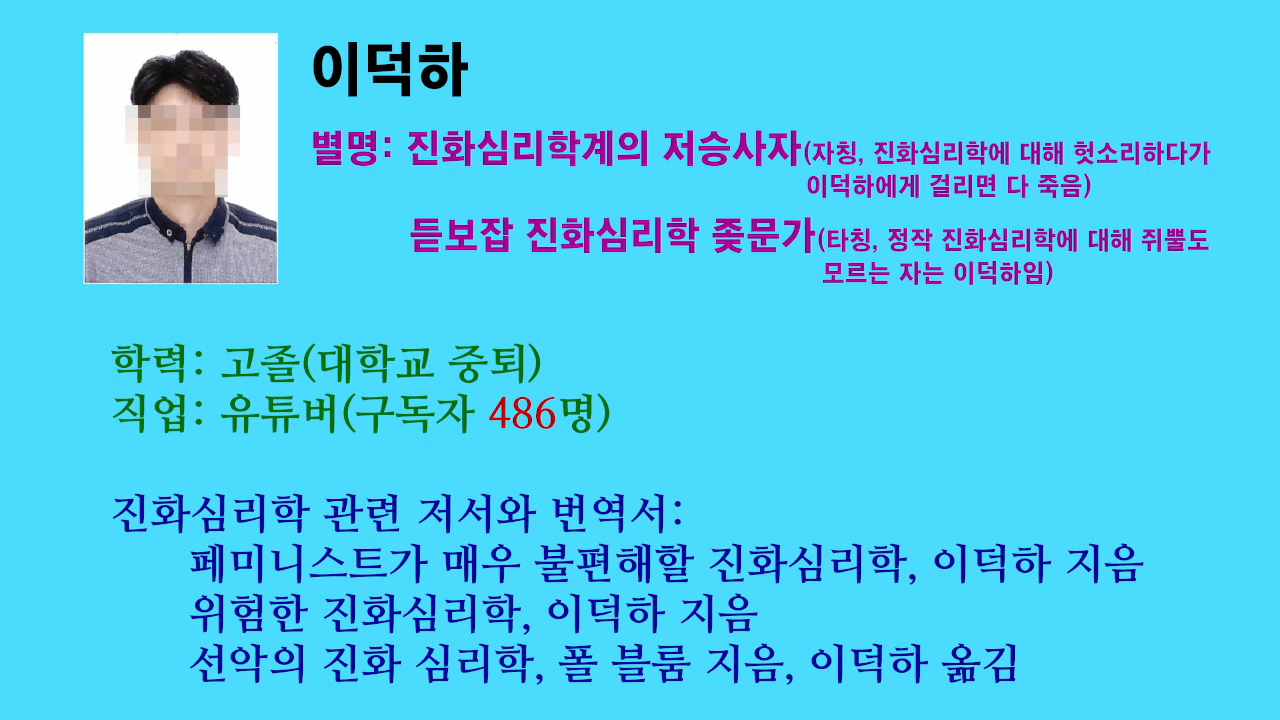 이덕하
별명: 진화심리학계의 저승사자(자칭, 진화심리학에 대해 헛소리하다가
이덕하에게 걸리면 다 죽음)
듣보잡 진화심리학 좆문가(타칭, 정작 진화심리학에 대해 쥐뿔도
모르는 자는 이덕하임)
학력: 고졸(대학교 중퇴)
직업: 유튜버(구독자 486명)
진화심리학 관련 저서와 번역서:
페미니스트가 매우 불편해할 진화심리학, 이덕하 지음
위험한 진화심리학, 이덕하 지음
선악의 진화 심리학, 폴 블룸 지음, 이덕하 옮김